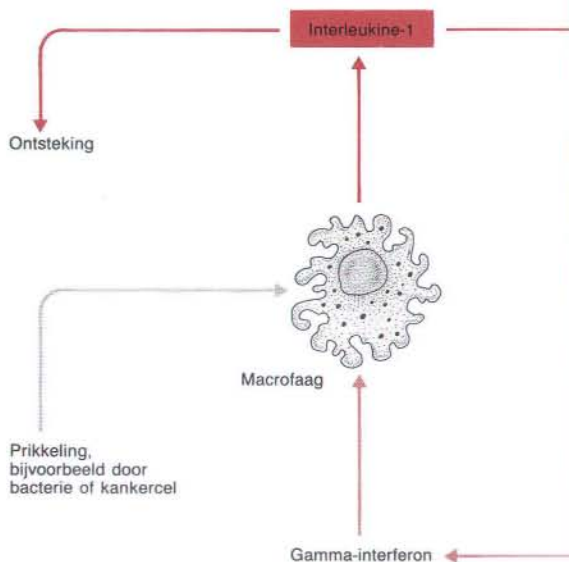 Interleukine-1
Ontsteking
Macrofaag
Prikkeling,
bijvoorbeeld door
bacterie of kankercel
Gamma-interferon